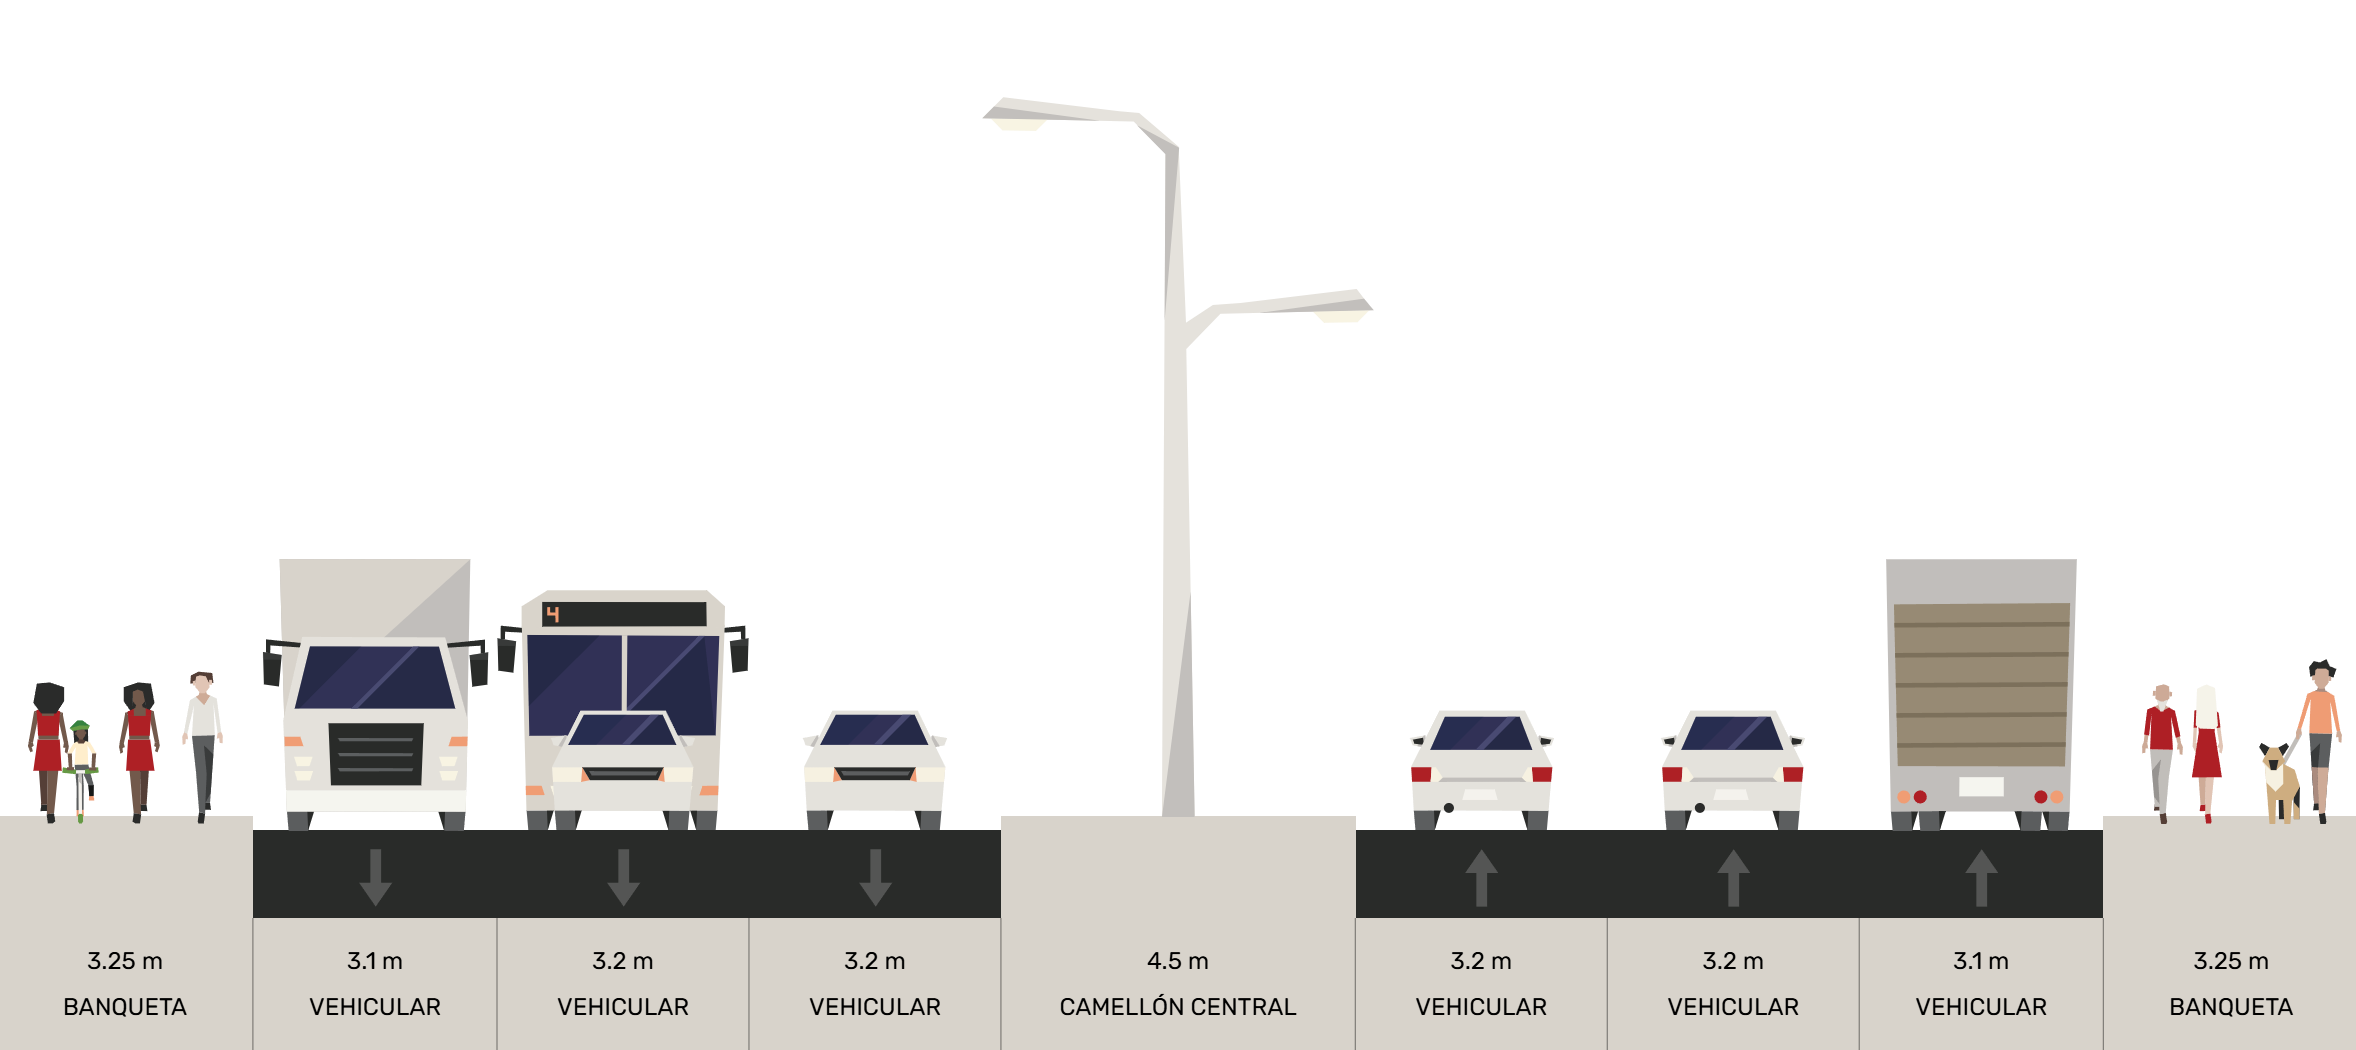 4
3.25 m
BANQUETA
3.1 m
VEHICULAR
3.2 m
VEHICULAR
3.2 m
VEHICULAR
4.5 m
CAMELLÓN CENTRAL
3.2 m
VEHICULAR
3.2 m
VEHICULAR
3.1 m
VEHICULAR
3.25 m
BANQUETA